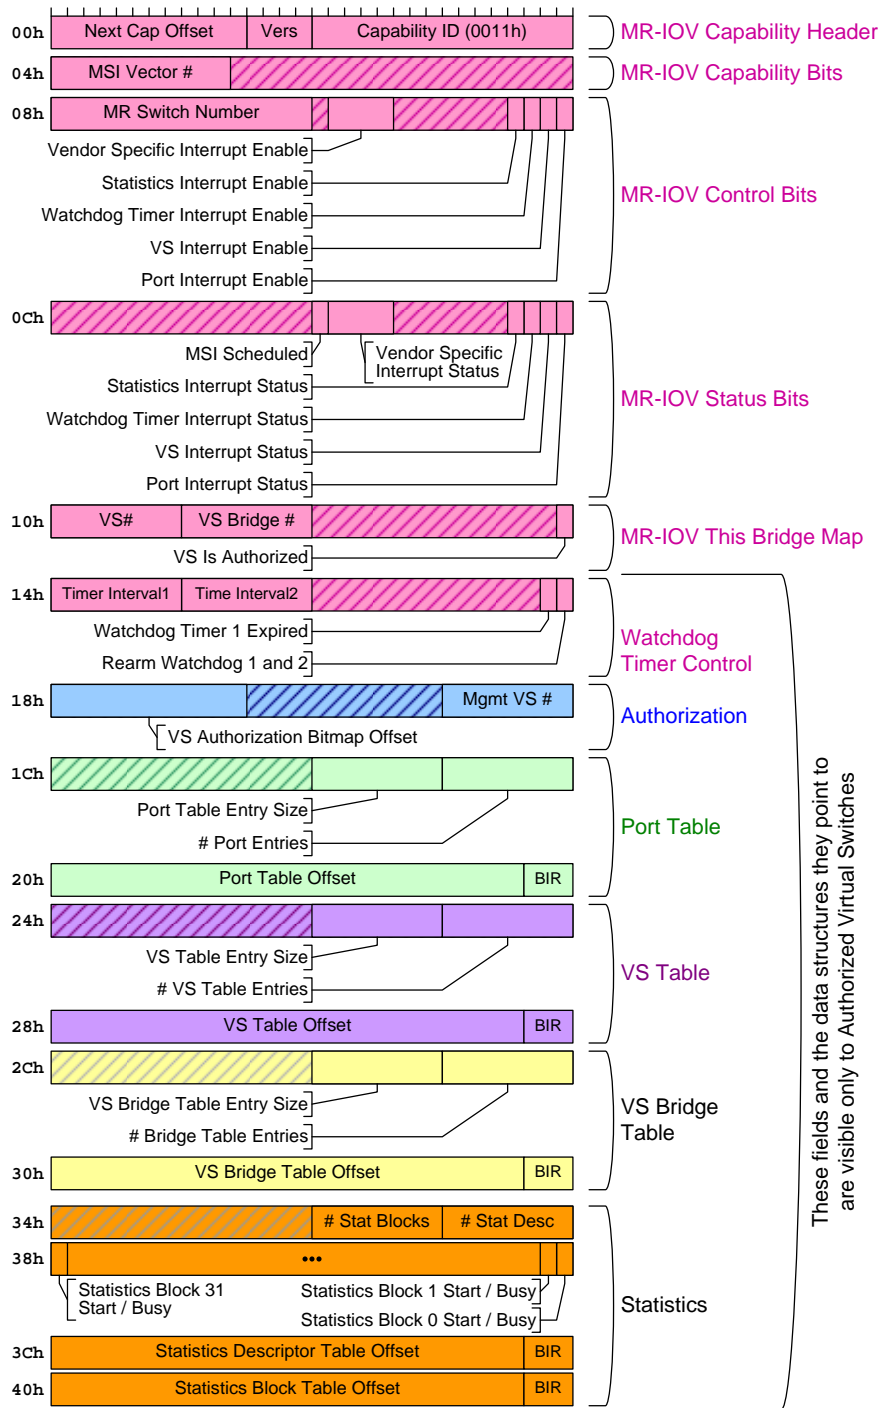 00h Next Cap Offset Vers Capability ID (0011h) MR-IOV Capability Header
04h MSI Vector # MR-IOV Capability Bits
08h MR Switch Number
Vendor Specific Interrupt Enable
Statistics Interrupt Enable
Watchdog Timer Interrupt Enable
VS Interrupt Enable
Port Interrupt Enable
MR-IOV Control Bits
0Ch
MSI Scheduled
Vendor Specific
Interrupt Status
Statistics Interrupt Status
Watchdog Timer Interrupt Status
VS Interrupt Status
Port Interrupt Status
MR-IOV Status Bits
10h VS# VS Bridge #
VS Is Authorized
MR-IOV This Bridge Map
14h Timer Interval1 Time Interval2
Watchdog Timer 1 Expired
Rearm Watchdog 1 and 2
Watchdog
Timer Control
18h Mgmt VS #
VS Authorization Bitmap Offset
Authorization
1Ch
Port Table Entry Size
# Port Entries
Port Table
20h Port Table Offset BIR
24h
VS Table Entry Size
# VS Table Entries
VS Table
28h VS Table Offset BIR
2Ch
VS Bridge Table Entry Size
# Bridge Table Entries
VS Bridge
Table
30h VS Bridge Table Offset BIR
34h # Stat Blocks # Stat Desc
38h •••
Statistics Block 31
Start / Busy
Statistics Block 1 Start / Busy
Statistics Block 0 Start / Busy
Statistics
3Ch Statistics Descriptor Table Offset BIR
40h Statistics Block Table Offset BIR
These fields and the data structures they point to
are visible only to Authorized Virtual Switches